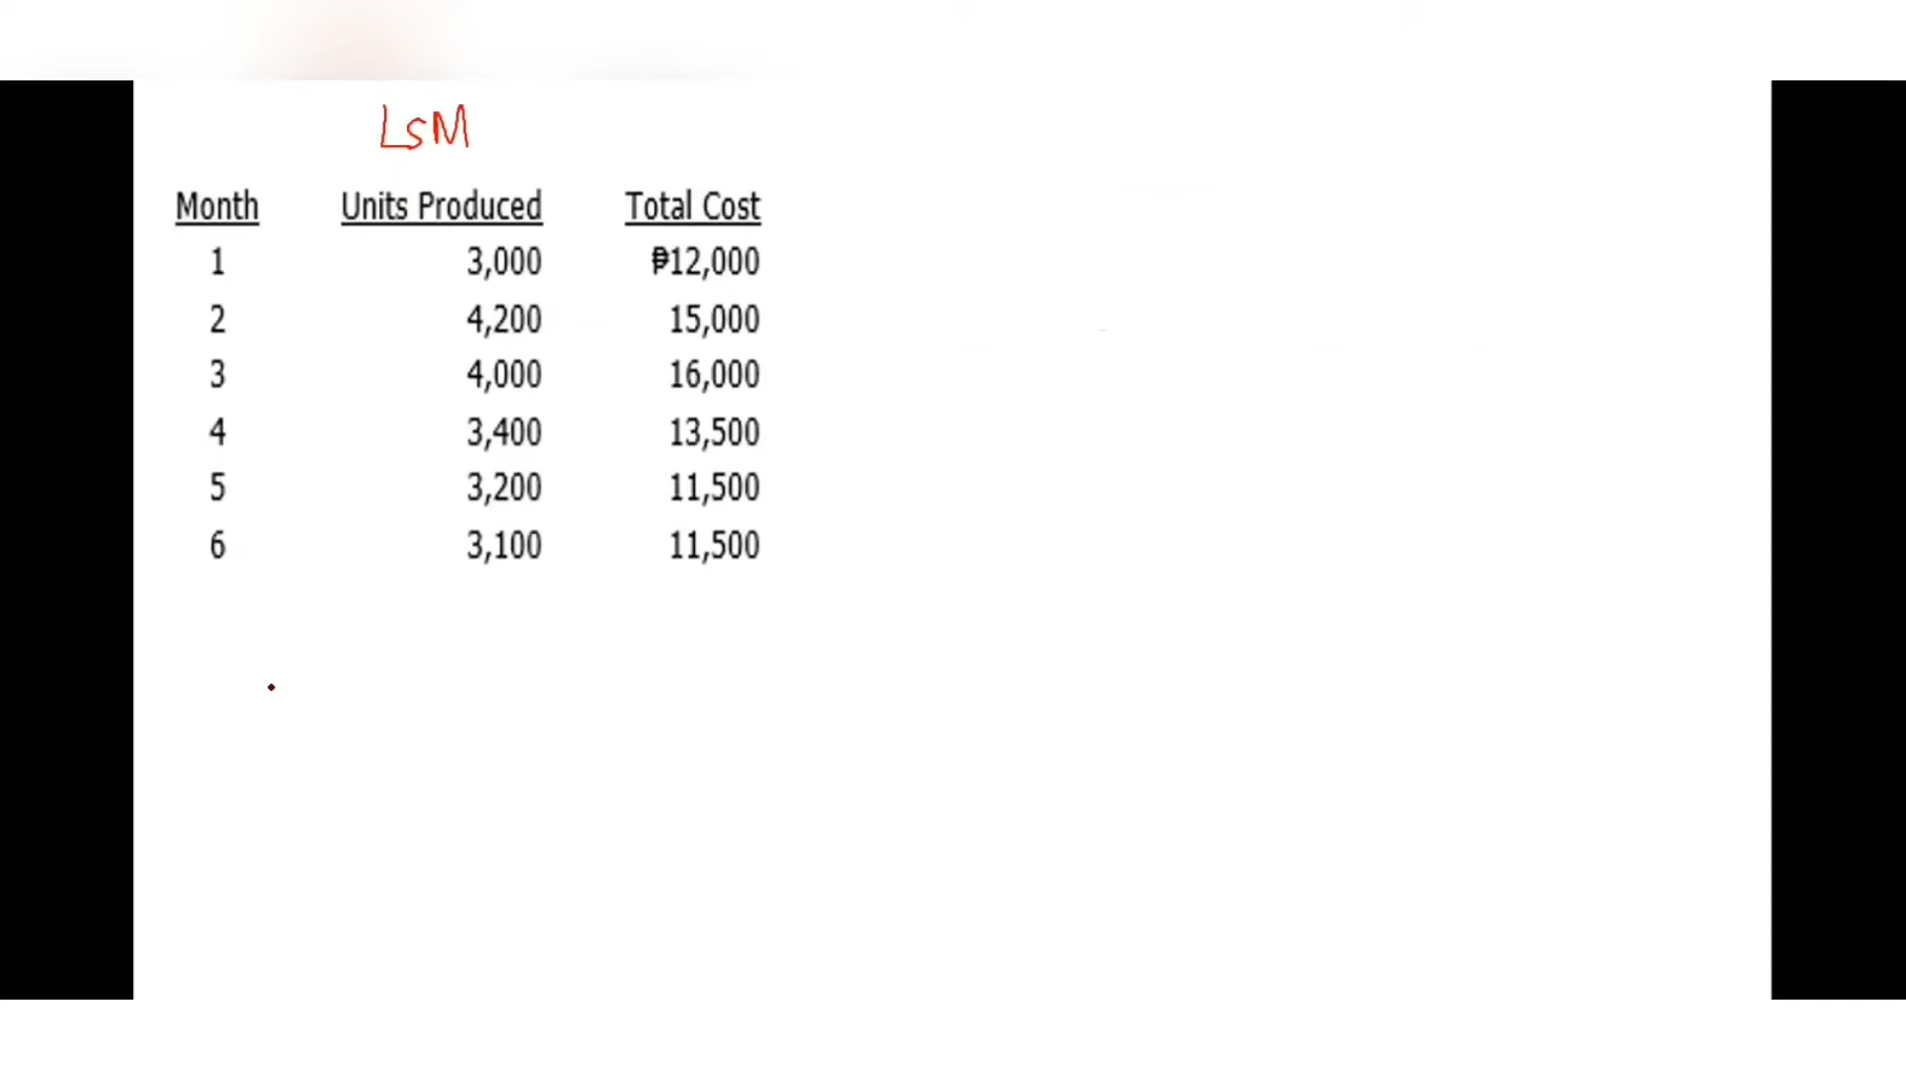 LSM
Month Units Produced Total Cost
1 3,000 ₱12,000
2 4,200 15,000
3 4,000 16,000
4 3,400 13,500
5 3,200 11,500
6 3,100 11,500